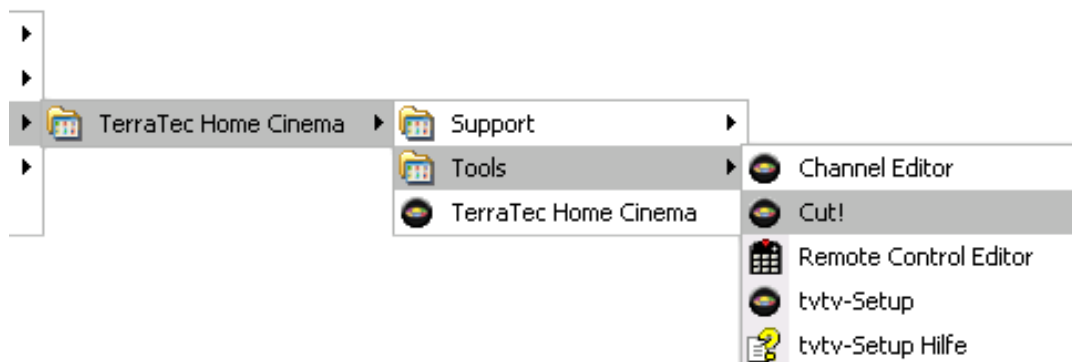 TerraTec Home Cinema
Support
Tools
TerraTec Home Cinema
Channel Editor
Cut!
Remote Control Editor
tvtv-Setup
tvtv-Setup Hilfe